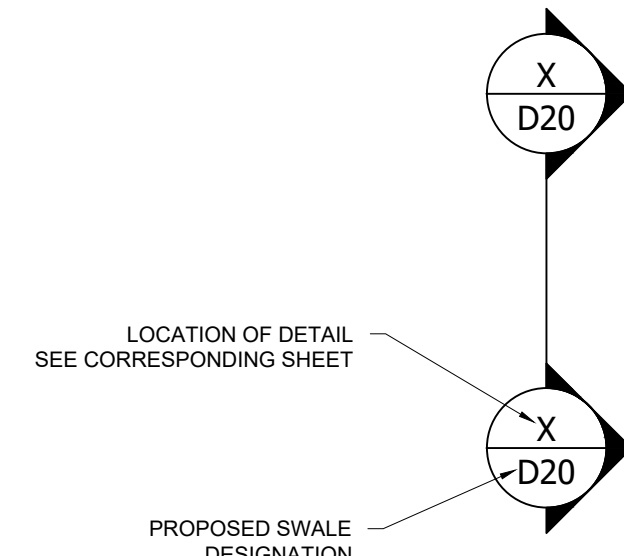 X
D20
LOCATION OF DETAIL
SEE CORRESPONDING SHEET
X
D20
PROPOSED SWALE
DESIGNATION